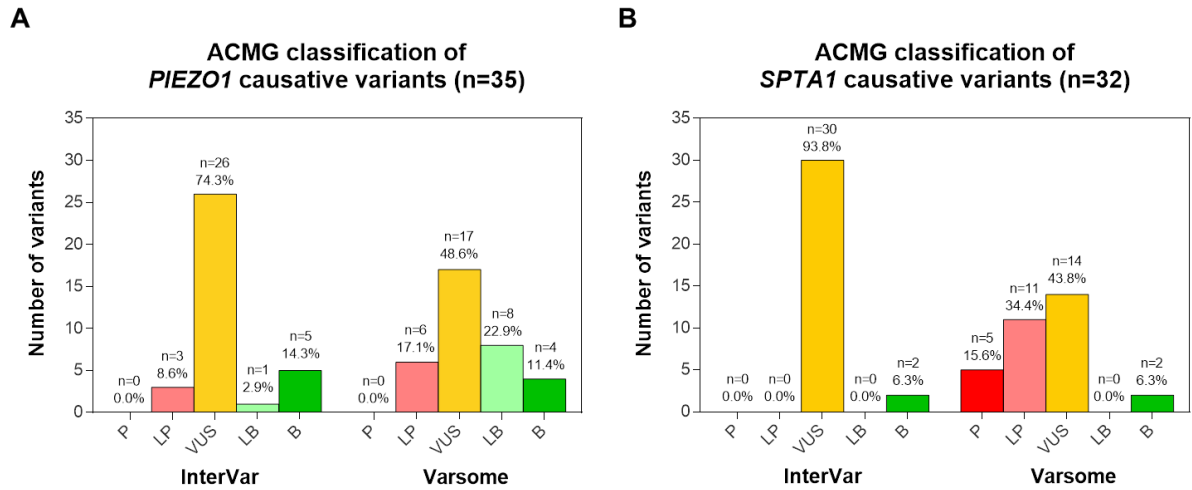 A
ACMG classification of
PIEZO1 causative variants (n=35)
Number of variants
35
30
25
20
15
10
5
0
n=0
0.0%
n=3
8.6%
n=26
74.3%
n=1
2.9%
n=5
14.3%
n=0
0.0%
n=6
17.1%
n=17
48.6%
n=8
22.9%
n=4
11.4%
P
LP
VUS
LB
B
P
LP
VUS
LB
B
InterVar
Varsome
B
ACMG classification of
SPTA1 causative variants (n=32)
Number of variants
35
30
25
20
15
10
5
0
n=0
0.0%
n=0
0.0%
n=30
93.8%
n=0
0.0%
n=2
6.3%
n=5
15.6%
n=11
34.4%
n=14
43.8%
n=0
0.0%
n=2
6.3%
P
LP
VUS
LB
B
P
LP
VUS
LB
B
InterVar
Varsome